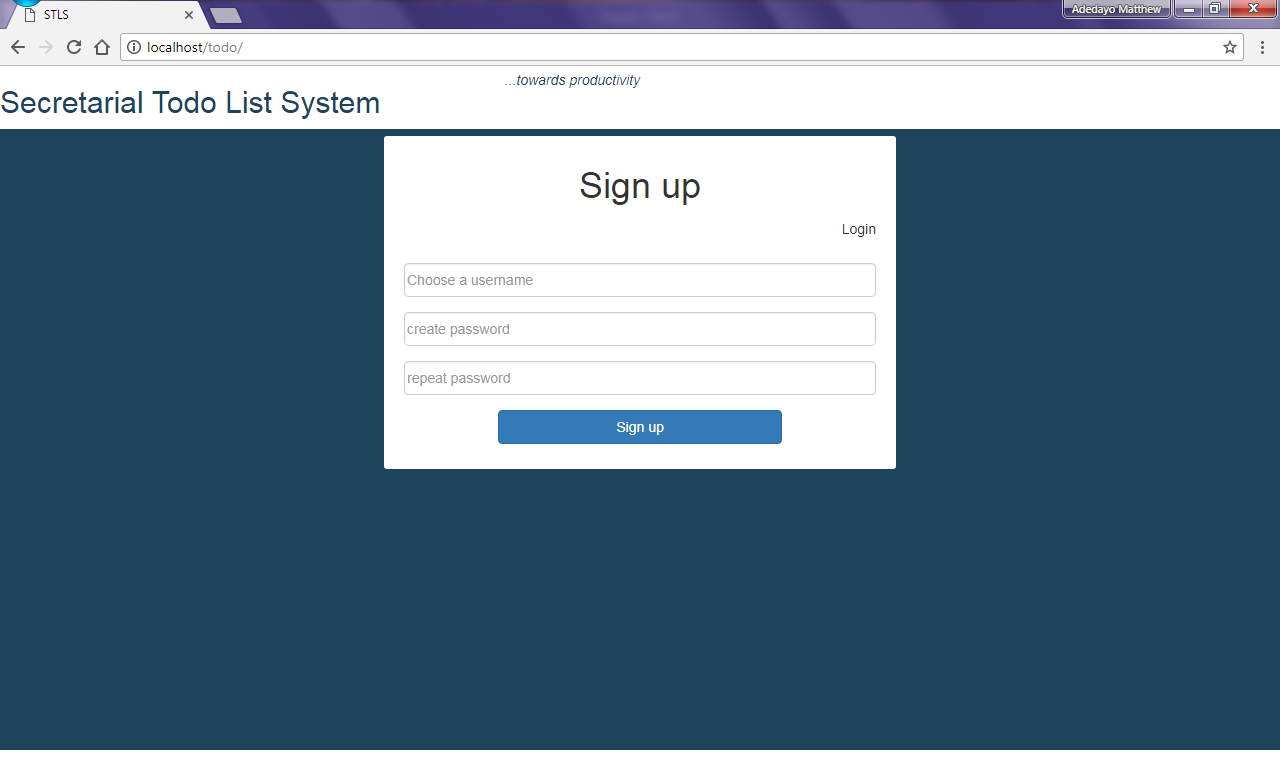 STLS
Adedayo Matthew
localhost/todo/
...towards productivity
Secretarial Todo List System
Sign up
Login
Choose a username
create password
repeat password
Sign up